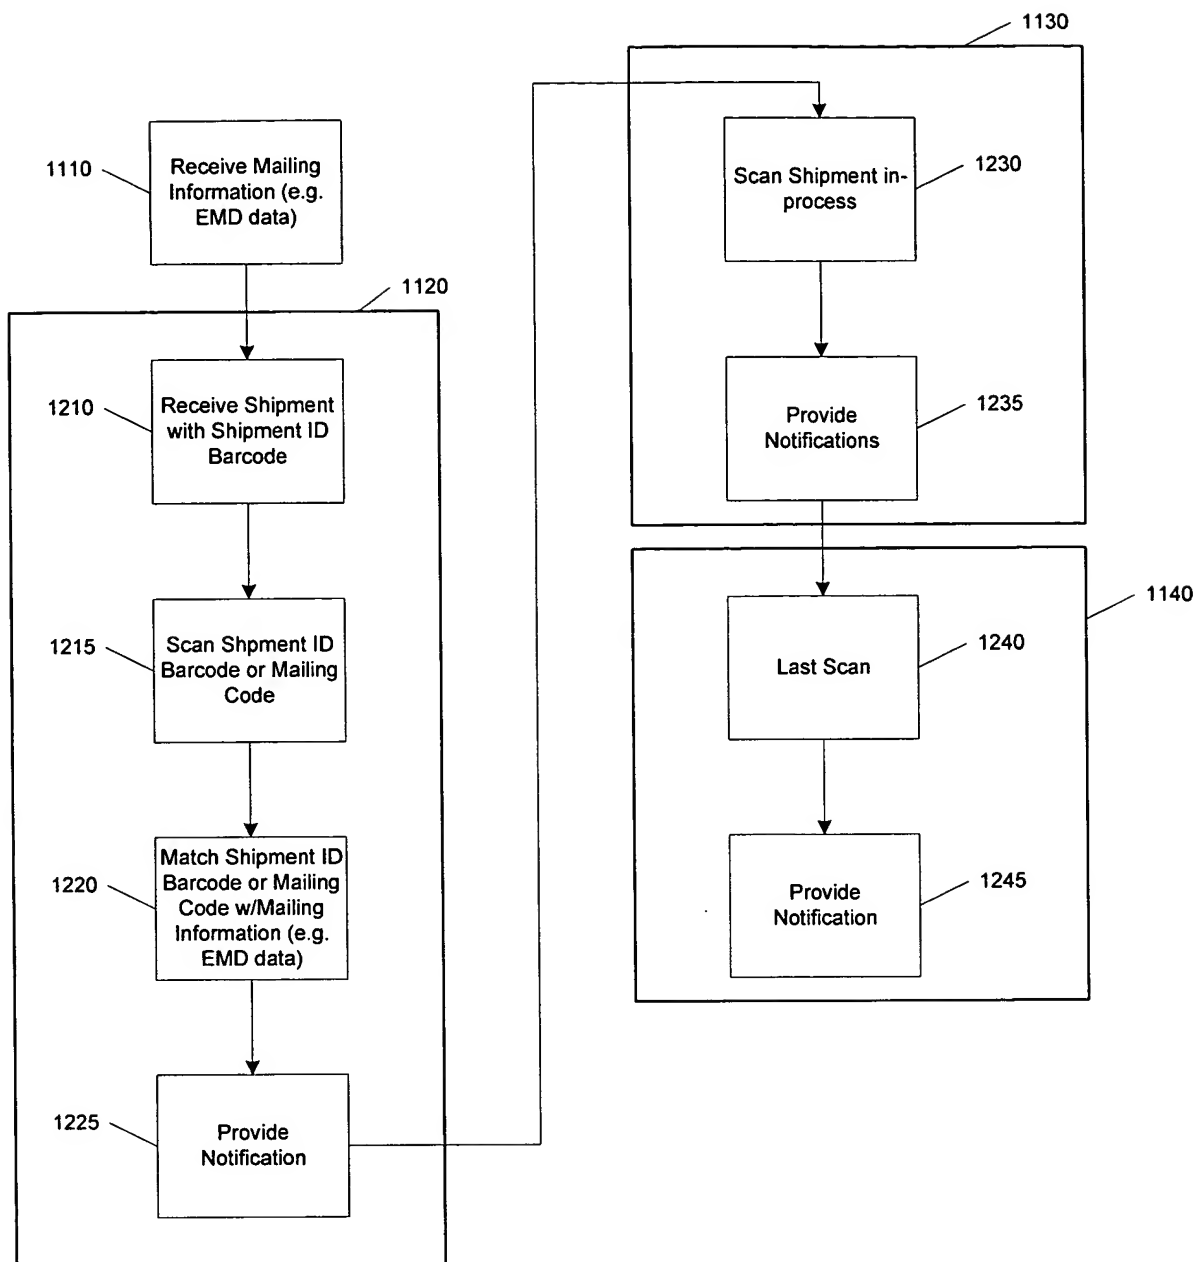 1110
Receive Mailing
Information (e.g.
EMD data)
1120
1210
Receive Shipment
with Shipment ID
Barcode
1215
Scan Shpment ID
Barcode or Mailing
Code
1220
Match Shipment ID
Barcode or Mailing
Code w/Mailing
Information (e.g.
EMD data)
1225
Provide
Notification
1130
Scan Shipment in-
process
1230
Provide
Notifications
1235
1140
Last Scan
1240
Provide
Notification
1245